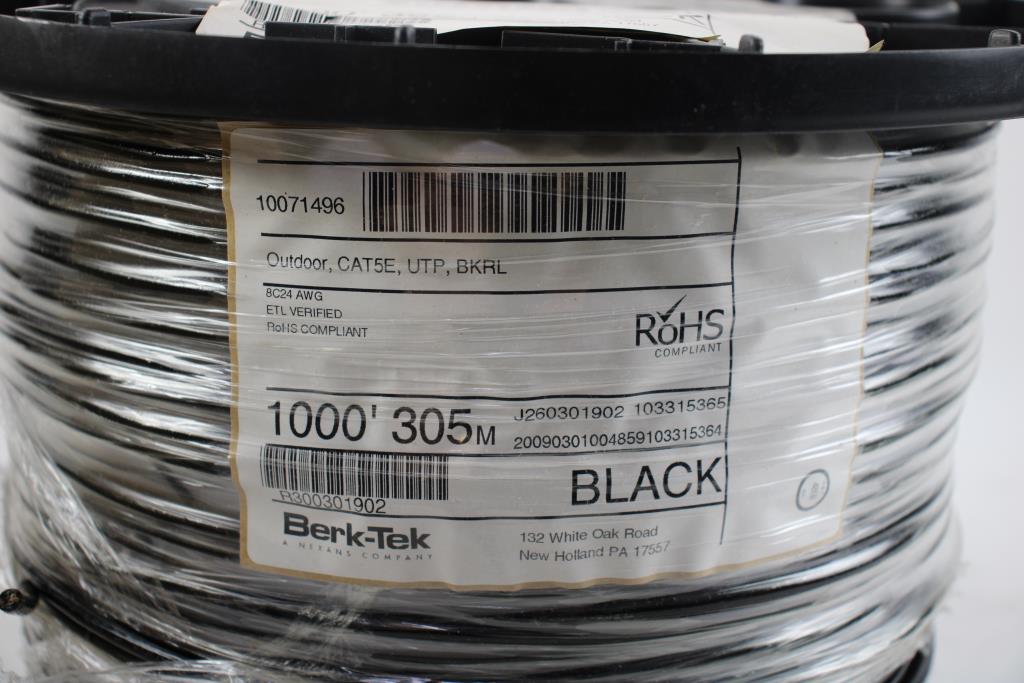 10071496
Outdoor, CAT5E, UTP, BKRL
8C24 AWG
ETL VERIFIED
RoHS COMPLIANT
RoHS
COMPLIANT
1000' 305M
J260301902 103315365
20090301004859103315364
R300301902
BLACK
Berk-Tek
A NEXANS COMPANY
132 White Oak Road
New Holland PA 17557